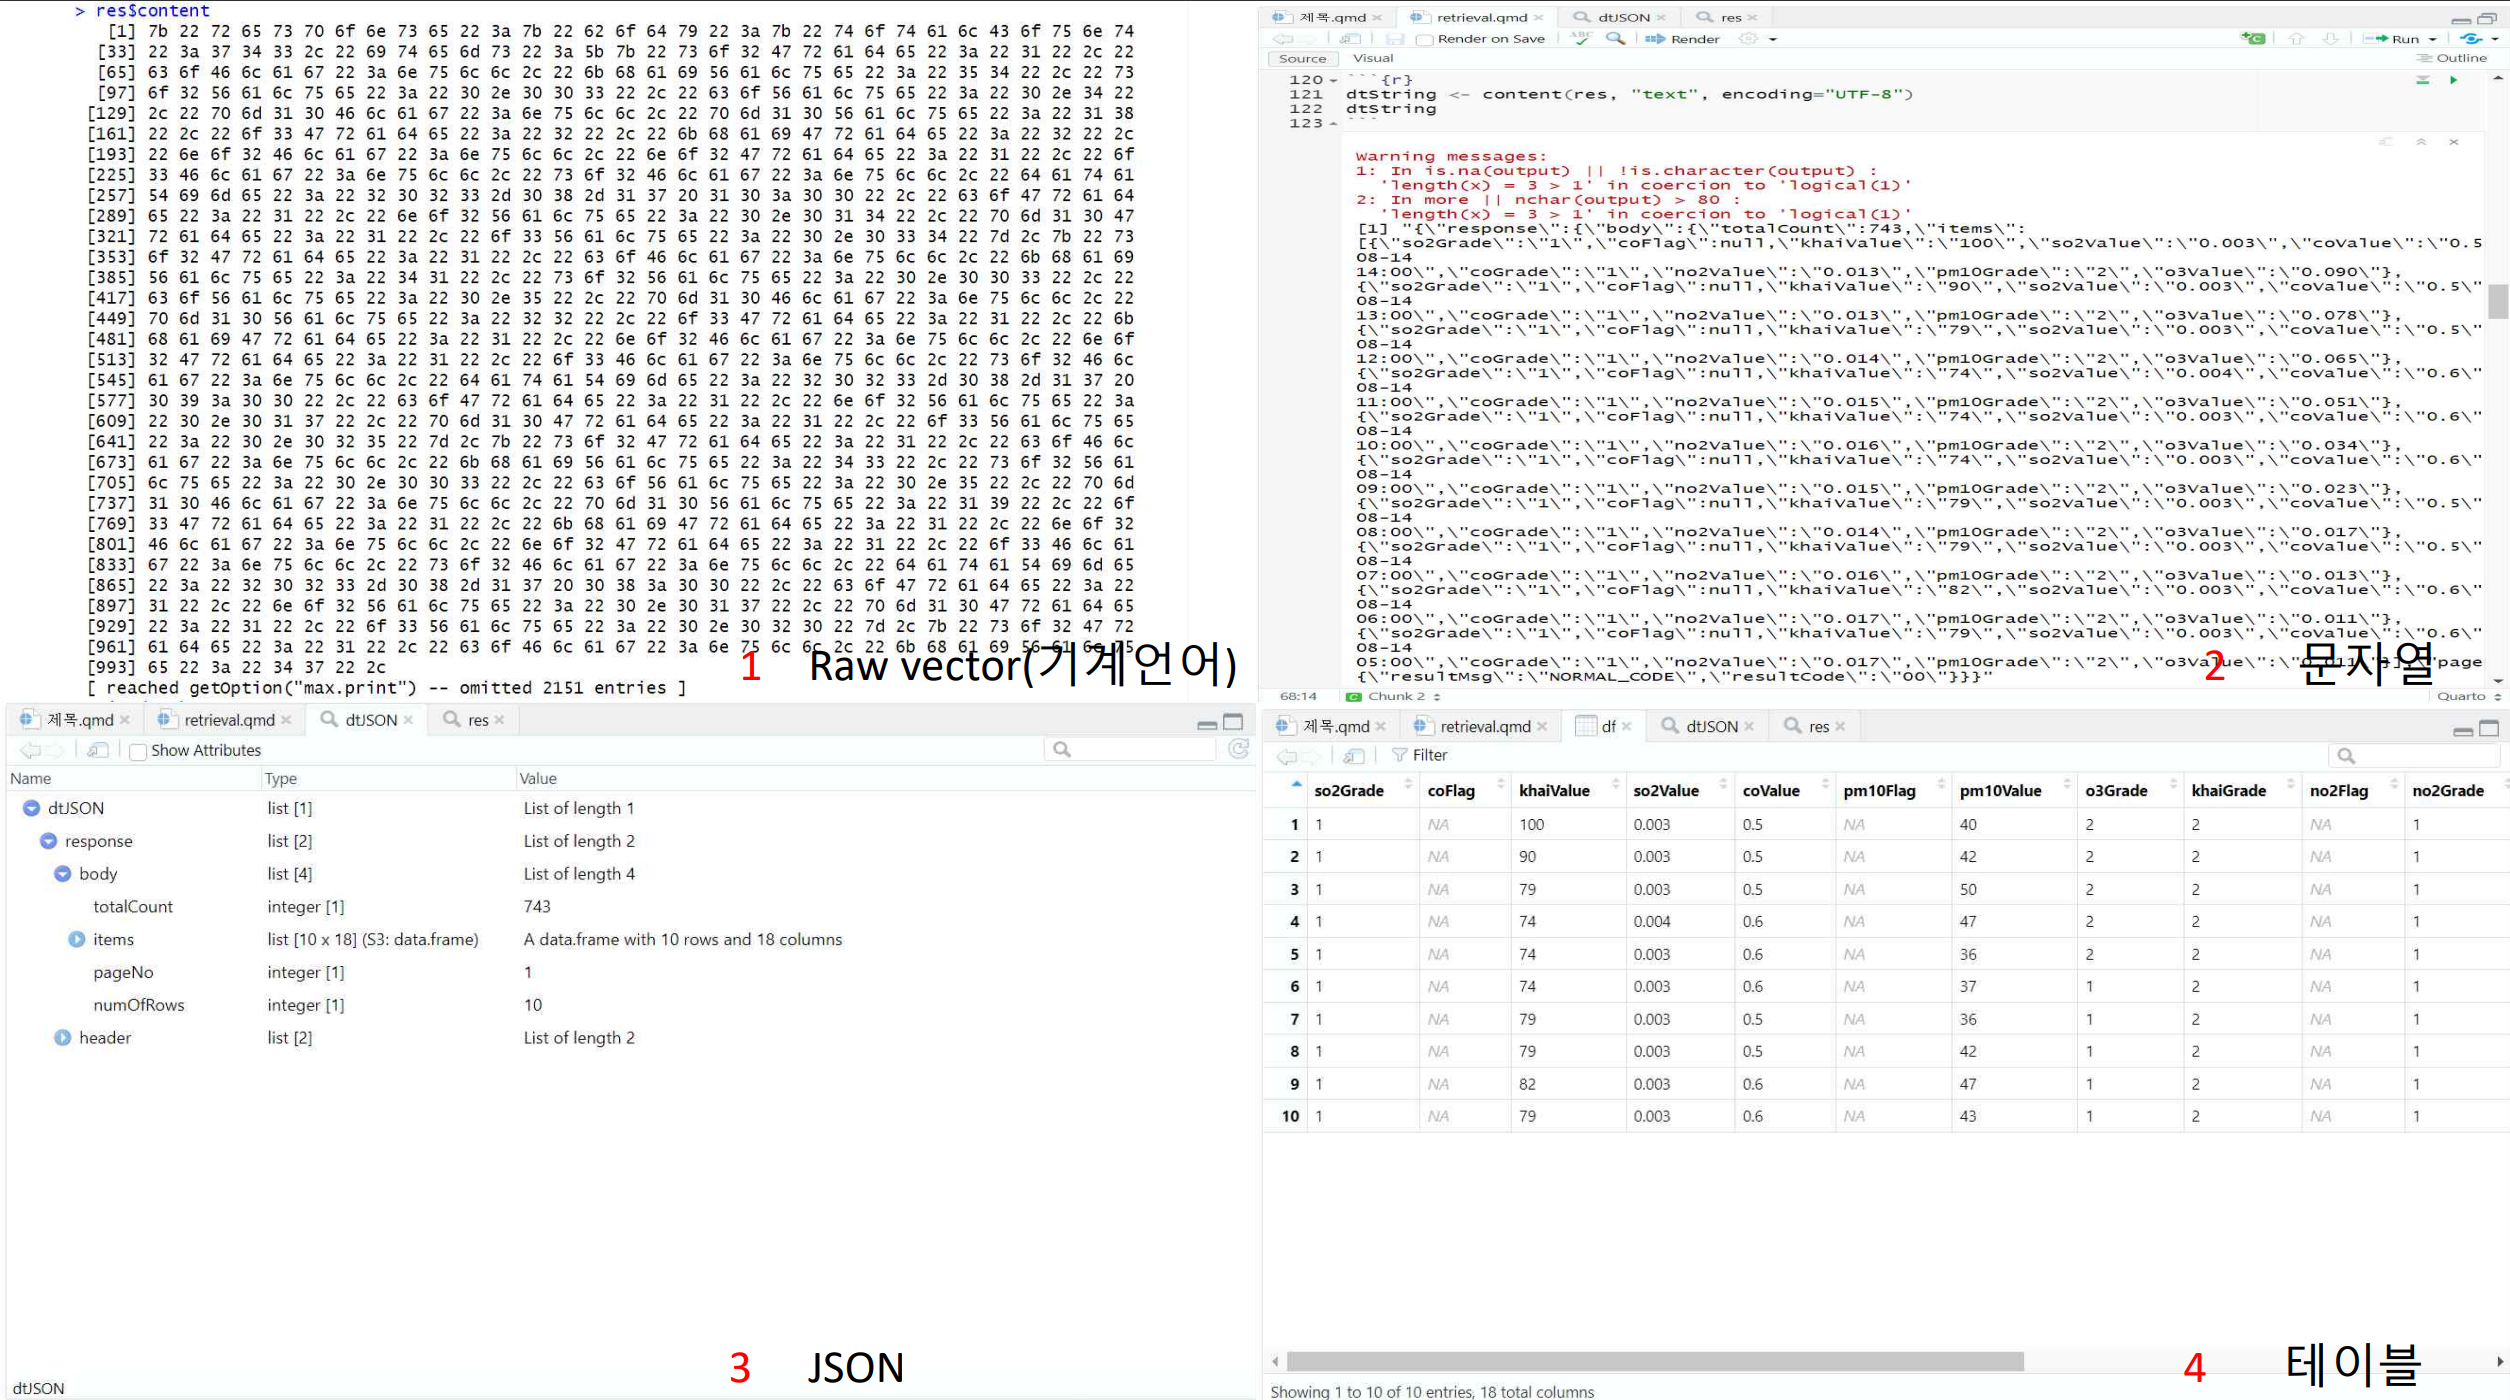 > res$content
[1] 7b 22 72 65 73 70 6f 6e 73 65 22 3a 7b 22 62 6f 64 79 22 3a 7b 22 74 6f 74 61 6c 43 6f 75 6e 74
[33] 22 3a 37 34 33 2c 22 69 74 65 6d 73 22 3a 5b 7b 22 73 6f 32 47 72 61 64 65 22 3a 22 31 22 2c 22
[65] 63 6f 46 6c 61 67 22 3a 6e 75 6c 6c 2c 22 6b 68 61 69 56 61 6c 75 65 22 3a 22 35 34 22 2c 22 73
[97] 6f 32 56 61 6c 75 65 22 3a 22 30 2e 30 30 33 22 2c 22 63 6f 56 61 6c 75 65 22 3a 22 30 2e 34 22
[129] 2c 22 70 6d 31 30 46 6c 61 67 22 3a 6e 75 6c 6c 2c 22 70 6d 31 30 56 61 6c 75 65 22 3a 22 31 38
[161] 22 2c 22 6f 33 47 72 61 64 65 22 3a 22 32 22 2c 22 6b 68 61 69 47 72 61 64 65 22 3a 22 32 22 2c
[193] 22 6e 6f 32 46 6c 61 67 22 3a 6e 75 6c 6c 2c 22 6e 6f 32 47 72 61 64 65 22 3a 22 31 22 2c 22 6f
[225] 33 46 6c 61 67 22 3a 6e 75 6c 6c 2c 22 73 6f 32 46 6c 61 67 22 3a 6e 75 6c 6c 2c 22 64 61 74 61
[257] 54 69 6d 65 22 3a 22 32 30 32 33 2d 30 38 2d 31 37 20 31 30 3a 30 30 22 2c 22 63 6f 47 72 61 64
[289] 65 22 3a 22 31 22 2c 22 6e 6f 32 56 61 6c 75 65 22 3a 22 30 2e 30 31 34 22 2c 22 70 6d 31 30 47
[321] 72 61 64 65 22 3a 22 31 22 2c 22 6f 33 56 61 6c 75 65 22 3a 22 30 2e 30 33 34 22 7d 2c 7b 22 73
[353] 6f 32 47 72 61 64 65 22 3a 22 31 22 2c 22 63 6f 46 6c 61 67 22 3a 6e 75 6c 6c 2c 22 6b 68 61 69
[385] 56 61 6c 75 65 22 3a 22 34 31 22 2c 22 73 6f 32 56 61 6c 75 65 22 3a 22 30 2e 30 30 33 22 2c 22
[417] 63 6f 56 61 6c 75 65 22 3a 22 30 2e 35 22 2c 22 70 6d 31 30 46 6c 61 67 22 3a 6e 75 6c 6c 2c 22
[449] 70 6d 31 30 56 61 6c 75 65 22 3a 22 32 32 22 2c 22 6f 33 47 72 61 64 65 22 3a 22 31 22 2c 22 6b
[481] 68 61 69 47 72 61 64 65 22 3a 22 31 22 2c 22 6e 6f 32 46 6c 61 67 22 3a 6e 75 6c 6c 2c 22 6e 6f
[513] 32 47 72 61 64 65 22 3a 22 31 22 2c 22 6f 33 46 6c 61 67 22 3a 6e 75 6c 6c 2c 22 73 6f 32 46 6c
[545] 61 67 22 3a 6e 75 6c 6c 2c 22 64 61 74 61 54 69 6d 65 22 3a 22 32 30 32 33 2d 30 38 2d 31 37 20
[577] 30 39 3a 30 30 22 2c 22 63 6f 47 72 61 64 65 22 3a 22 31 22 2c 22 6e 6f 32 56 61 6c 75 65 22 3a
[609] 22 30 2e 30 31 37 22 2c 22 70 6d 31 30 47 72 61 64 65 22 3a 22 31 22 2c 22 6f 33 56 61 6c 75 65
[641] 22 3a 22 30 2e 30 32 35 22 7d 2c 7b 22 73 6f 32 47 72 61 64 65 22 3a 22 31 22 2c 22 63 6f 46 6c
[673] 61 67 22 3a 6e 75 6c 6c 2c 22 6b 68 61 69 56 61 6c 75 65 22 3a 22 34 33 22 2c 22 73 6f 32 56 61
[705] 6c 75 65 22 3a 22 30 2e 30 30 33 22 2c 22 63 6f 56 61 6c 75 65 22 3a 22 30 2e 35 22 2c 22 70 6d
[737] 31 30 46 6c 61 67 22 3a 6e 75 6c 6c 2c 22 70 6d 31 30 56 61 6c 75 65 22 3a 22 31 39 22 2c 22 6f
[769] 33 47 72 61 64 65 22 3a 22 31 22 2c 22 6b 68 61 69 47 72 61 64 65 22 3a 22 31 22 2c 22 6e 6f 32
[801] 46 6c 61 67 22 3a 6e 75 6c 6c 2c 22 6e 6f 32 47 72 61 64 65 22 3a 22 31 22 2c 22 6f 33 46 6c 61
[833] 67 22 3a 6e 75 6c 6c 2c 22 73 6f 32 46 6c 61 67 22 3a 6e 75 6c 6c 2c 22 64 61 74 61 54 69 6d 65
[865] 22 3a 22 32 30 32 33 2d 30 38 2d 31 37 20 30 38 3a 30 30 22 2c 22 63 6f 47 72 61 64 65 22 3a 22
[897] 31 22 2c 22 6e 6f 32 56 61 6c 75 65 22 3a 22 30 2e 30 31 37 22 2c 22 70 6d 31 30 47 72 61 64 65
[929] 22 3a 22 31 22 2c 22 6f 33 56 61 6c 75 65 22 3a 22 30 2e 30 32 30 22 7d 2c 7b 22 73 6f 32 47 72
[961] 61 64 65 22 3a 22 31 22 2c 22 63 6f 46 6c 61 67 22 3a 6e 75 6c 6c 2c 22 6b 68 61 69 56 61 6c 75
[993] 65 22 3a 22 34 37 22 2c
[ reached getOption("max.print") -- omitted 2151 entries ]
1 Raw vector(기계언어)
제목.qmd retrieval.qmd dtJSON res
Render on Save Render Run
Source Visual Outline
120 ```{r}
121 dtString <- content(res, "text", encoding="UTF-8")
122 dtString
123 ```
Warning messages:
1: In is.na(output) || !is.character(output) :
'length(x) = 3 > 1' in coercion to 'logical(1)'
2: In more || nchar(output) > 80 :
'length(x) = 3 > 1' in coercion to 'logical(1)'
[1] "{\"response\":{\"body\":{\"totalCount\":743,\"items\":
[{\"so2Grade\":\"1\",\"coFlag\":null,\"khaiValue\":\"100\",\"so2Value\":\"0.003\",\"coValue\":\"0.5
08-14
14:00\",\"coGrade\":\"1\",\"no2Value\":\"0.013\",\"pm10Grade\":\"2\",\"o3Value\":\"0.090\"},
{\"so2Grade\":\"1\",\"coFlag\":null,\"khaiValue\":\"90\",\"so2Value\":\"0.003\",\"coValue\":\"0.5\"
08-14
13:00\",\"coGrade\":\"1\",\"no2Value\":\"0.013\",\"pm10Grade\":\"2\",\"o3Value\":\"0.078\"},
{\"so2Grade\":\"1\",\"coFlag\":null,\"khaiValue\":\"79\",\"so2Value\":\"0.003\",\"coValue\":\"0.5\"
08-14
12:00\",\"coGrade\":\"1\",\"no2Value\":\"0.014\",\"pm10Grade\":\"2\",\"o3Value\":\"0.065\"},
{\"so2Grade\":\"1\",\"coFlag\":null,\"khaiValue\":\"74\",\"so2Value\":\"0.004\",\"coValue\":\"0.6\"
08-14
11:00\",\"coGrade\":\"1\",\"no2Value\":\"0.015\",\"pm10Grade\":\"2\",\"o3Value\":\"0.051\"},
{\"so2Grade\":\"1\",\"coFlag\":null,\"khaiValue\":\"74\",\"so2Value\":\"0.003\",\"coValue\":\"0.6\"
08-14
10:00\",\"coGrade\":\"1\",\"no2Value\":\"0.016\",\"pm10Grade\":\"2\",\"o3Value\":\"0.034\"},
{\"so2Grade\":\"1\",\"coFlag\":null,\"khaiValue\":\"74\",\"so2Value\":\"0.003\",\"coValue\":\"0.6\"
08-14
09:00\",\"coGrade\":\"1\",\"no2Value\":\"0.015\",\"pm10Grade\":\"2\",\"o3Value\":\"0.023\"},
{\"so2Grade\":\"1\",\"coFlag\":null,\"khaiValue\":\"79\",\"so2Value\":\"0.003\",\"coValue\":\"0.5\"
08-14
08:00\",\"coGrade\":\"1\",\"no2Value\":\"0.014\",\"pm10Grade\":\"2\",\"o3Value\":\"0.017\"},
{\"so2Grade\":\"1\",\"coFlag\":null,\"khaiValue\":\"79\",\"so2Value\":\"0.003\",\"coValue\":\"0.5\"
08-14
07:00\",\"coGrade\":\"1\",\"no2Value\":\"0.016\",\"pm10Grade\":\"2\",\"o3Value\":\"0.013\"},
{\"so2Grade\":\"1\",\"coFlag\":null,\"khaiValue\":\"82\",\"so2Value\":\"0.003\",\"coValue\":\"0.6\"
08-14
06:00\",\"coGrade\":\"1\",\"no2Value\":\"0.017\",\"pm10Grade\":\"2\",\"o3Value\":\"0.011\"},
{\"so2Grade\":\"1\",\"coFlag\":null,\"khaiValue\":\"79\",\"so2Value\":\"0.003\",\"coValue\":\"0.6\"
08-14
05:00\",\"coGrade\":\"1\",\"no2Value\":\"0.017\",\"pm10Grade\":\"2\",\"o3Value\":\"0.011\"}],\"page
{\"resultMsg\":\"NORMAL_CODE\",\"resultCode\":\"00\"}}}"
2 문자열
68:14 Chunk 2 Quarto
제목.qmd retrieval.qmd dtJSON res
Show Attributes
Name Type Value
dtJSON list [1] List of length 1
response list [2] List of length 2
body list [4] List of length 4
totalCount integer [1] 743
items list [10 x 18] (S3: data.frame) A data.frame with 10 rows and 18 columns
pageNo integer [1] 1
numOfRows integer [1] 10
header list [2] List of length 2
3 JSON
dtJSON
제목.qmd retrieval.qmd df dtJSON res
Filter
so2Grade coFlag khaiValue so2Value coValue pm10Flag pm10Value o3Grade khaiGrade no2Flag no2Grade
1 1 NA 100 0.003 0.5 NA 40 2 2 NA 1
2 1 NA 90 0.003 0.5 NA 42 2 2 NA 1
3 1 NA 79 0.003 0.5 NA 50 2 2 NA 1
4 1 NA 74 0.004 0.6 NA 47 2 2 NA 1
5 1 NA 74 0.003 0.6 NA 36 2 2 NA 1
6 1 NA 74 0.003 0.6 NA 37 1 2 NA 1
7 1 NA 79 0.003 0.5 NA 36 1 2 NA 1
8 1 NA 79 0.003 0.5 NA 42 1 2 NA 1
9 1 NA 82 0.003 0.6 NA 47 1 2 NA 1
10 1 NA 79 0.003 0.6 NA 43 1 2 NA 1
4 테이블
Showing 1 to 10 of 10 entries, 18 total columns